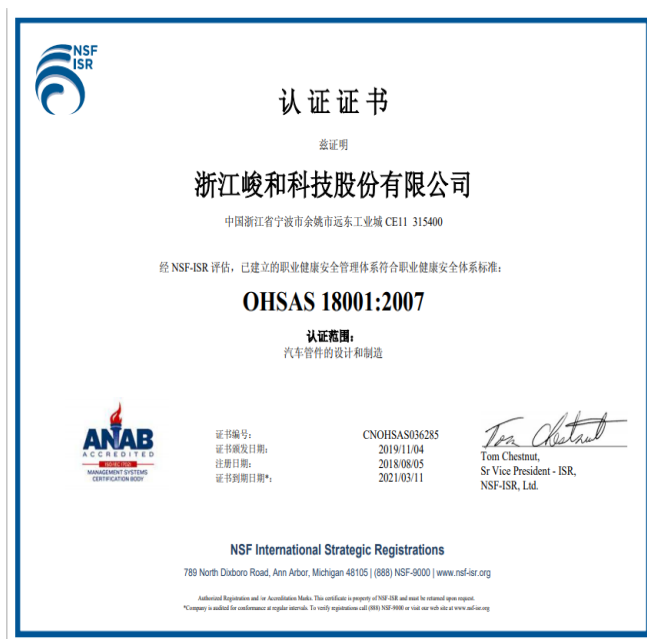 NSF
ISR
认证证书
兹证明
浙江峻和科技股份有限公司
中国浙江省宁波市余姚市远东工业城 CE11 315400
经 NSF-ISR 评估，已建立的职业健康安全管理体系符合职业健康安全体系标准：
OHSAS 18001:2007
认证范围：
汽车管件的设计和制造
ANAB
ACCREDITED
ISO/IEC 17021
MANAGEMENT SYSTEMS
CERTIFICATION BODY
证书编号： CNOHSAS036285
证书颁发日期： 2019/11/04
注册日期： 2018/08/05
证书到期日期*： 2021/03/11
Tom Chestnut
Tom Chestnut,
Sr Vice President - ISR,
NSF-ISR, Ltd.
NSF International Strategic Registrations
789 North Dixboro Road, Ann Arbor, Michigan 48105 | (888) NSF-9000 | www.nsf-isr.org
Authorized Registration and /or Accreditation Marks. This certificate is property of NSF-ISR and must be returned upon request.
*Company is audited for conformance at regular intervals. To verify registrations call (888) NSF-9000 or visit our web site at www.nsf-isr.org